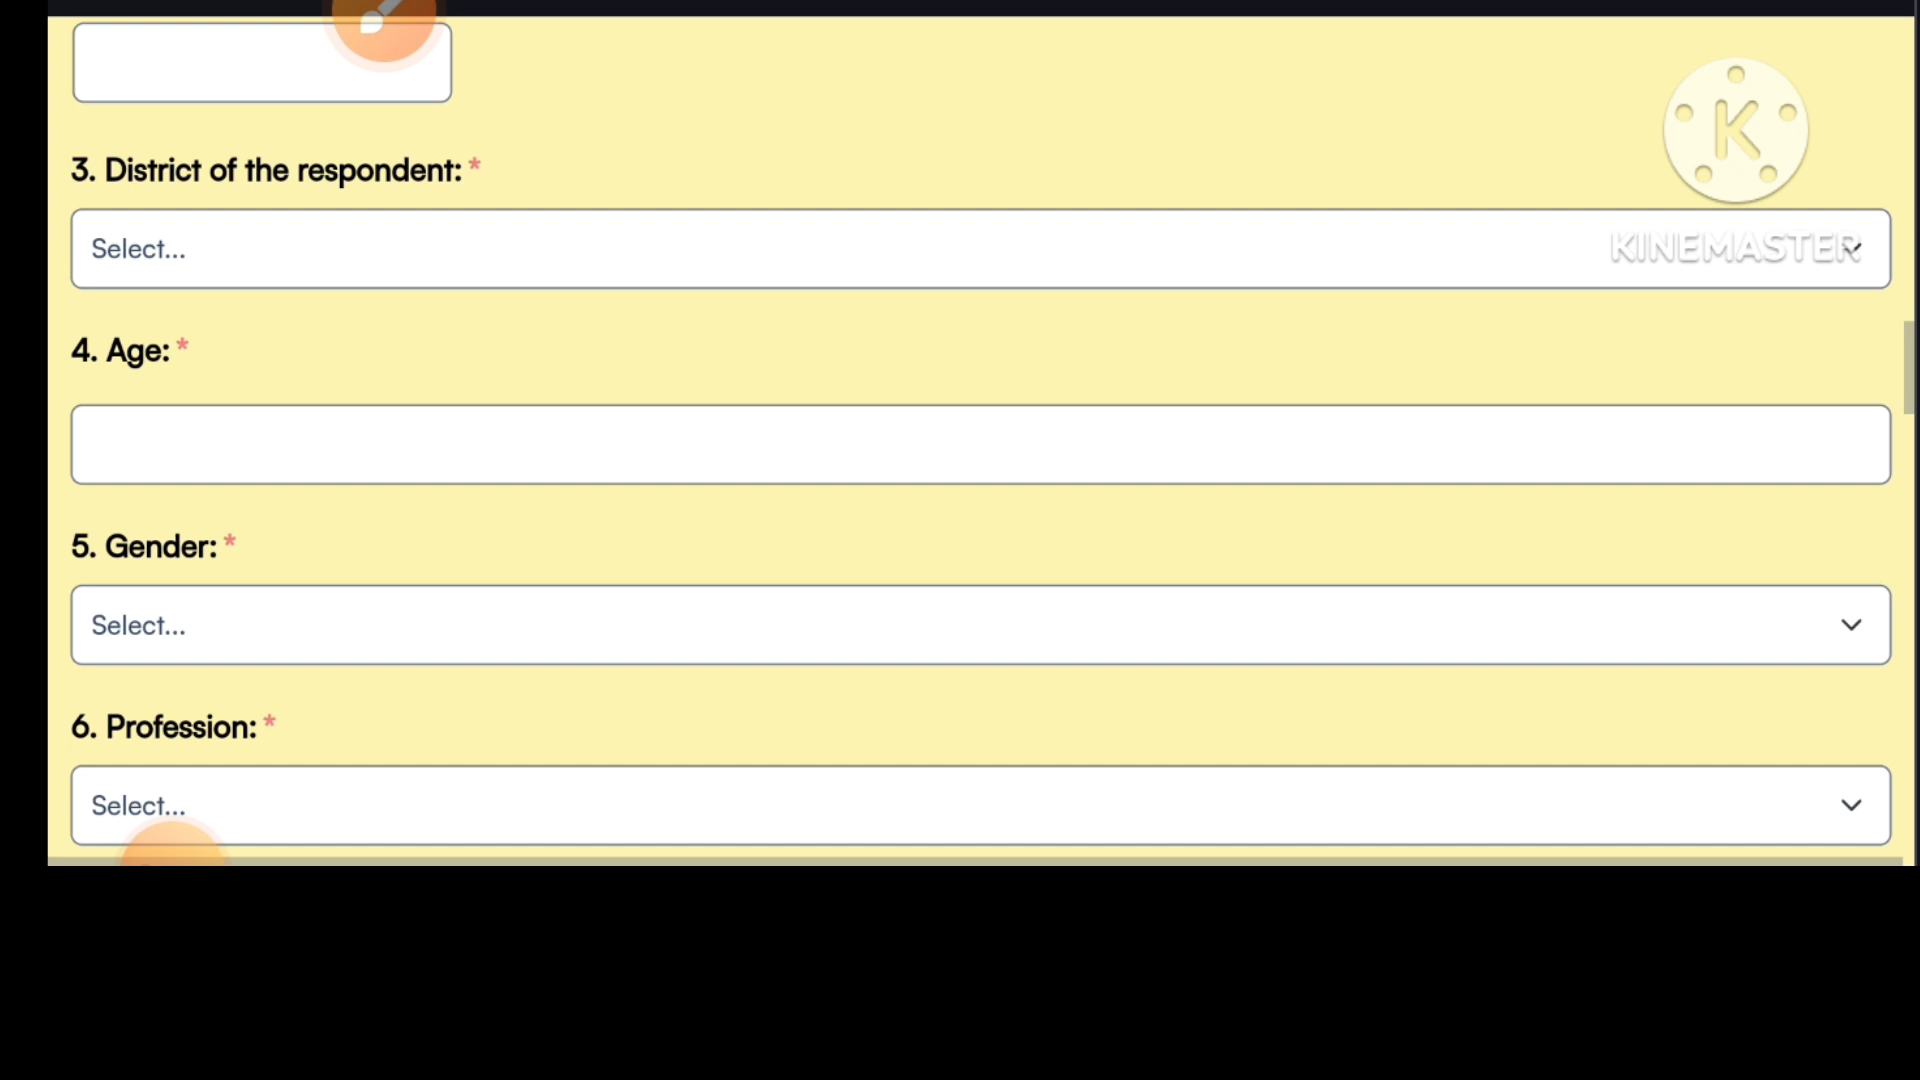 3. District of the respondent: *
Select...
KINEMASTER
4. Age: *
5. Gender: *
Select...
6. Profession: *
Select...